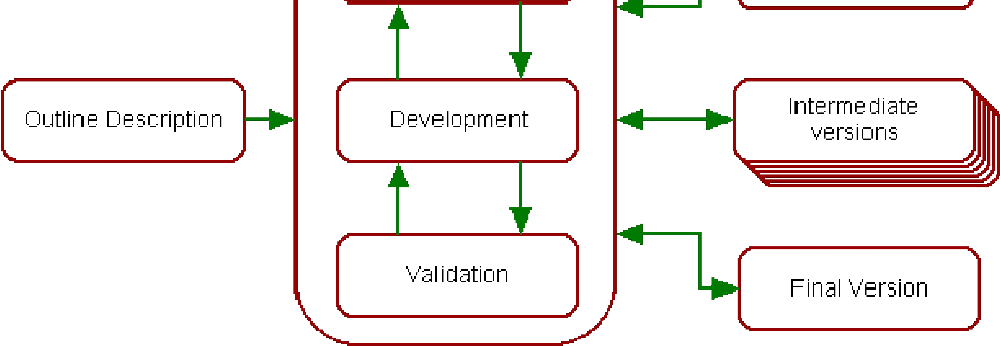 Outline Description
Development
Intermediate
versions
Validation
Final Version